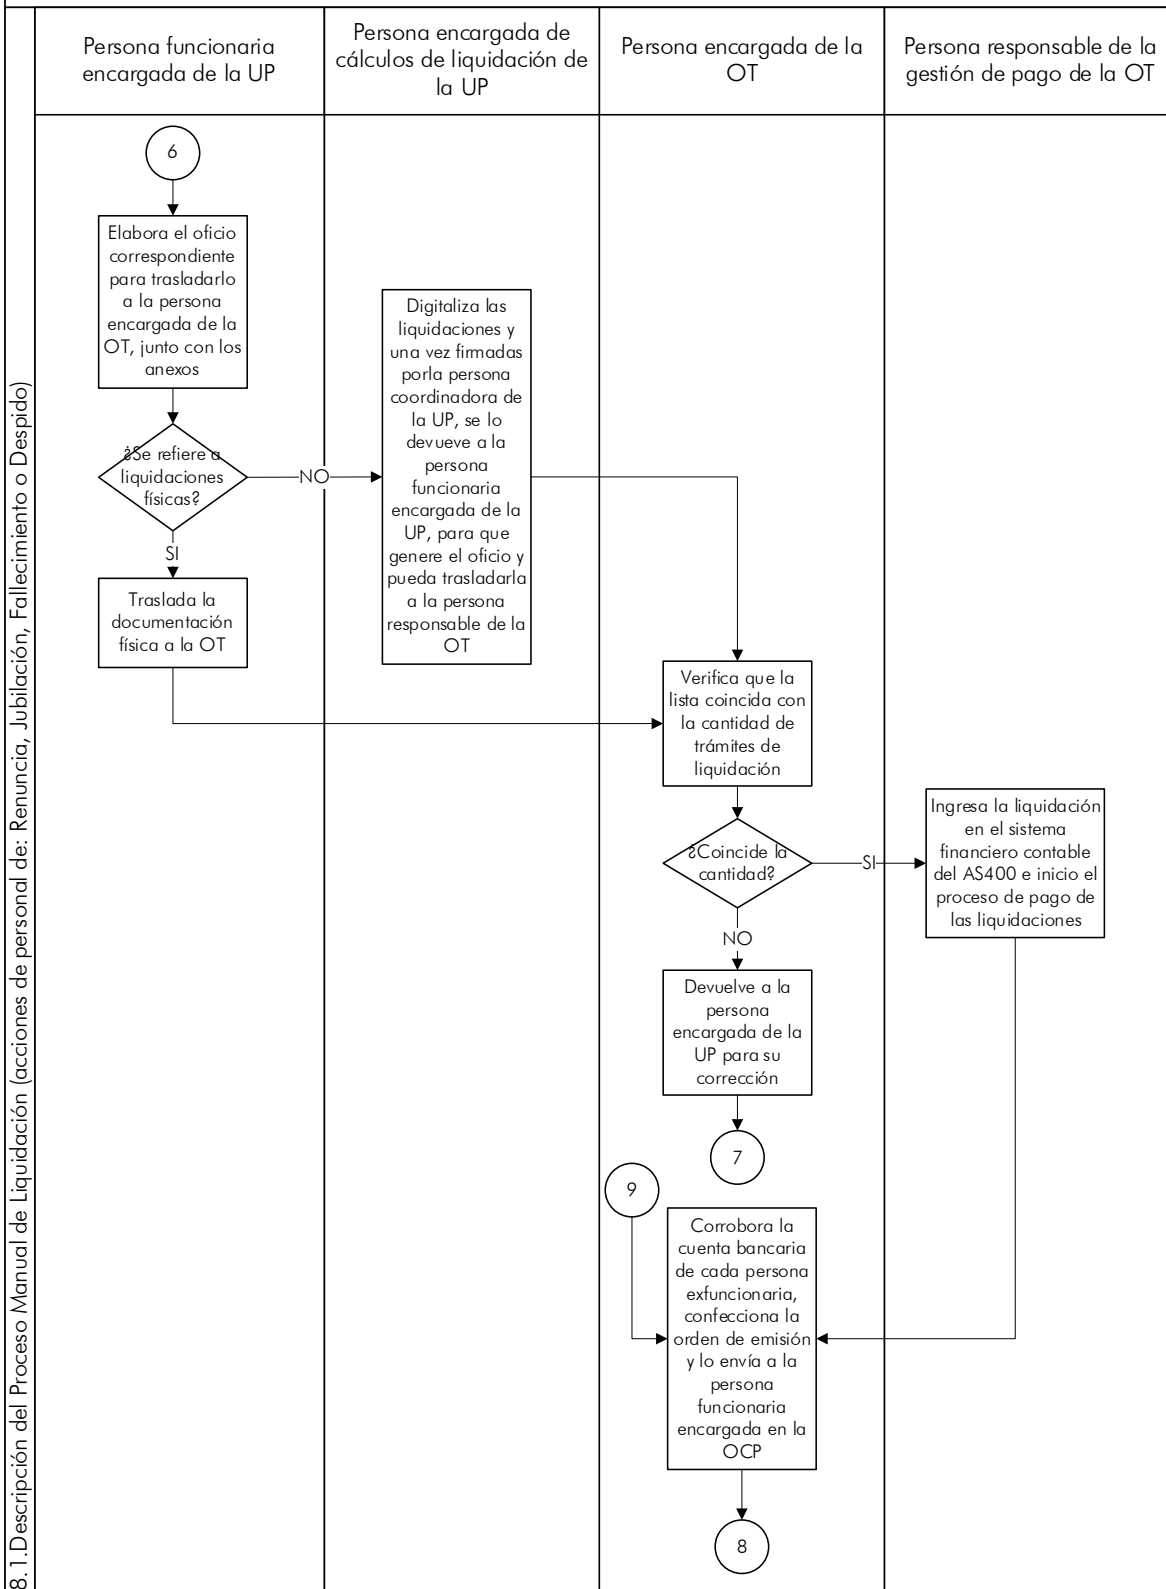 8.1.Descripción del Proceso Manual de Liquidación (acciones de personal de: Renuncia, Jubilación, Fallecimiento o Despido)
Persona funcionaria
encargada de la UP
Persona encargada de
cálculos de liquidación de
la UP
Persona encargada de la
OT
Persona responsable de la
gestión de pago de la OT
6
Elabora el oficio
correspondiente
para trasladarlo
a la persona
encargada de la
OT, junto con los
anexos
¿Se refiere a
liquidaciones
físicas?
NO
SI
Traslada la
documentación
física a la OT
Digitaliza las
liquidaciones y
una vez firmadas
porla persona
coordinadora de
la UP, se lo
devueve a la
persona
funcionaria
encargada de la
UP, para que
genere el oficio y
pueda trasladarla
a la persona
responsable de la
OT
Verifica que la
lista coincida con
la cantidad de
trámites de
liquidación
¿Coincide la
cantidad?
SI
NO
Ingresa la liquidación
en el sistema
financiero contable
del AS400 e inicio el
proceso de pago de
las liquidaciones
Devuelve a la
persona
encargada de la
UP para su
corrección
7
9
Corrobora la
cuenta bancaria
de cada persona
exfuncionaria,
confecciona la
orden de emisión
y lo envía a la
persona
funcionaria
encargada en la
OCP
8